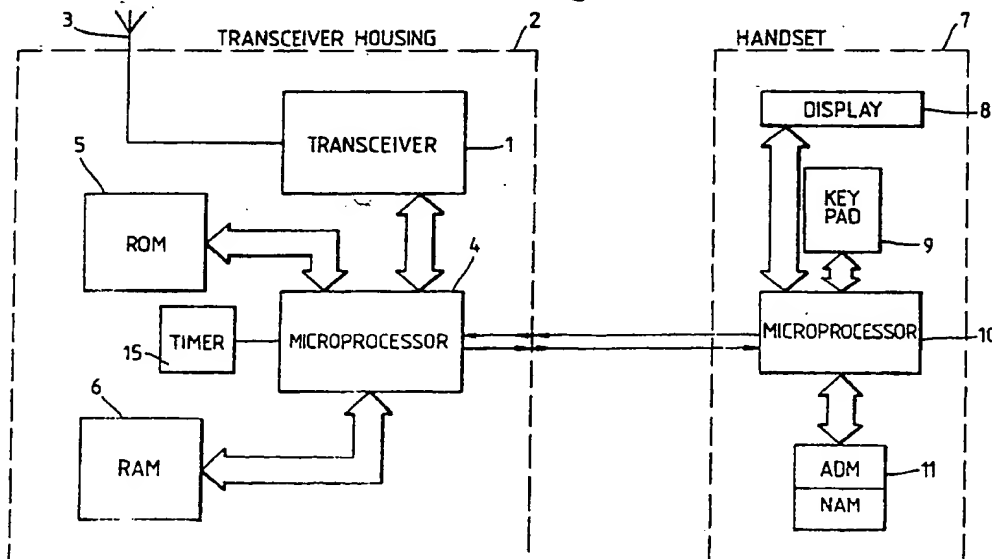 3
TRANSCEIVER HOUSING
2
HANDSET
7
DISPLAY
8
TRANSCEIVER
1
5
KEY
PAD
9
ROM
4
TIMER
15
MICROPROCESSOR
MICROPROCESSOR
10
6
RAM
ADM
11
NAM